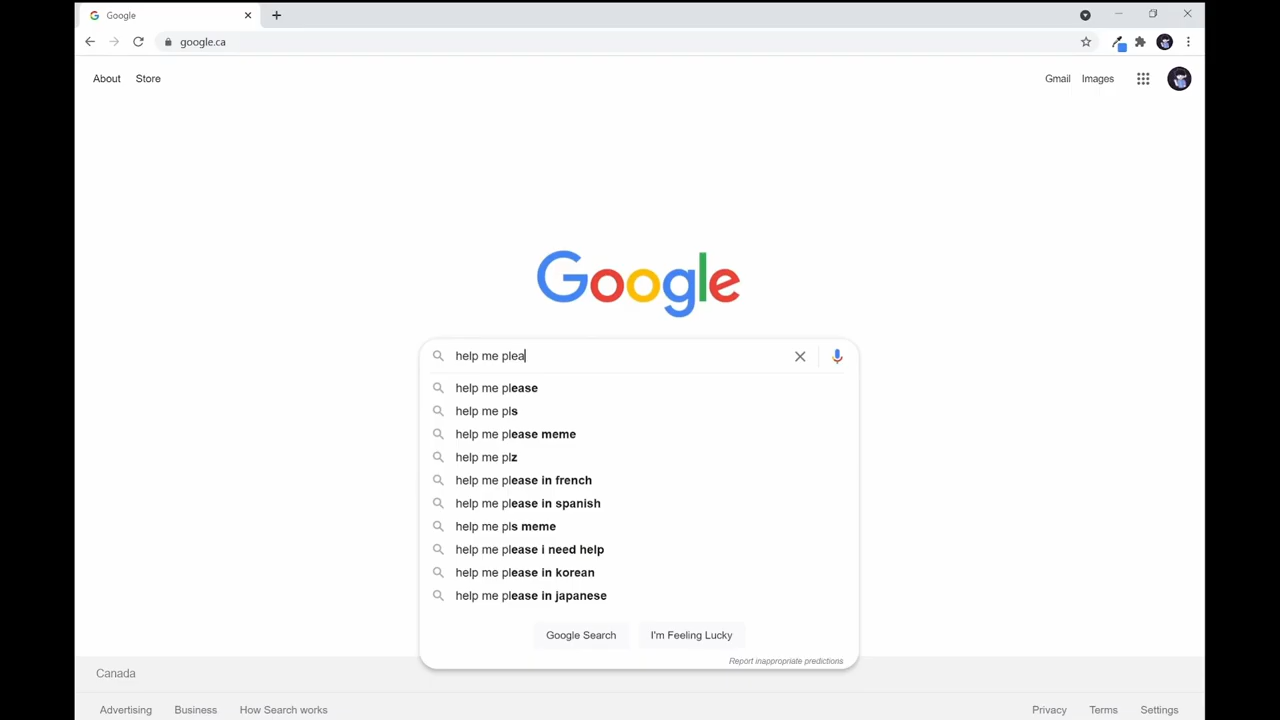 Google
google.ca
About Store Gmail Images
Google
help me plea
help me please
help me pls
help me please meme
help me plz
help me please in french
help me please in spanish
help me pls meme
help me please i need help
help me please in korean
help me please in japanese
Google Search I'm Feeling Lucky
Report inappropriate predictions
Canada
Advertising Business How Search works Privacy Terms Settings